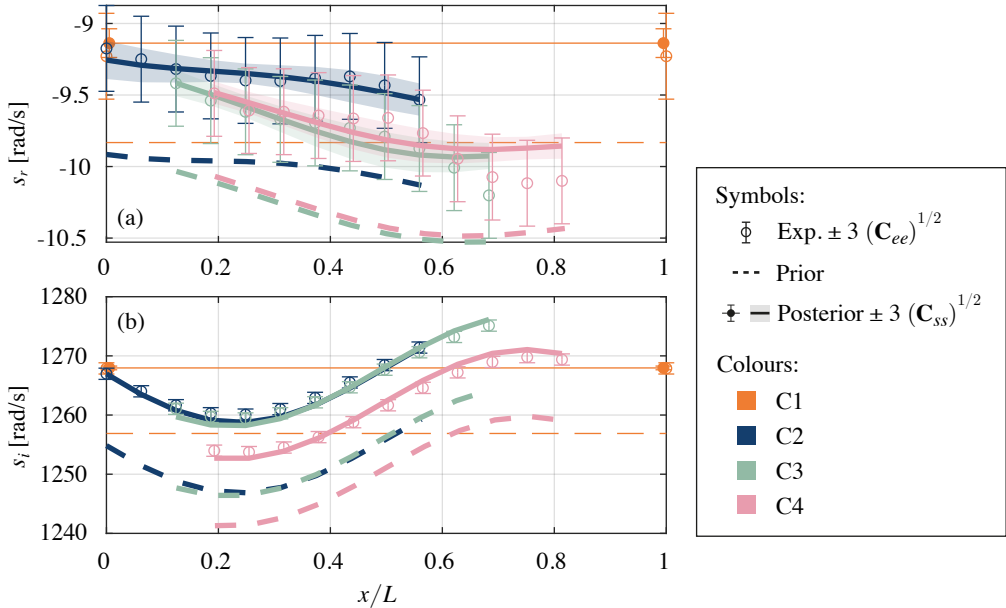 -9
-9.5
-10
-10.5
s_r [rad/s]
(a)
0 0.2 0.4 0.6 0.8 1
1280
1270
1260
1250
1240
s_i [rad/s]
(b)
0 0.2 0.4 0.6 0.8 1
x/L
Symbols:
Exp. ± 3 (C_ee)^1/2
Prior
Posterior ± 3 (C_ss)^1/2
Colours:
C1
C2
C3
C4